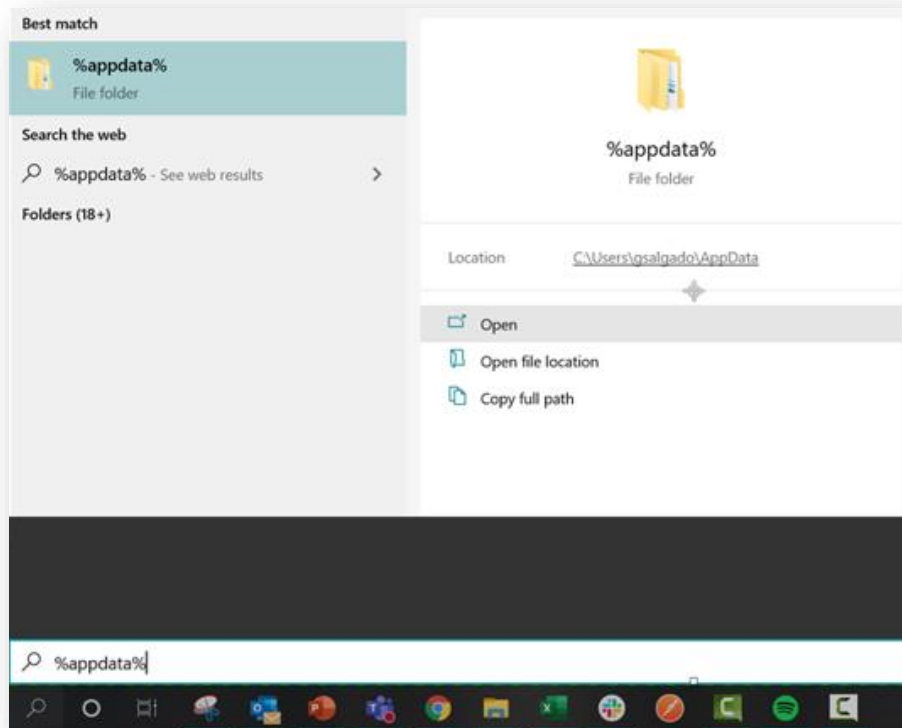 Best match
%appdata%
File folder
Search the web
%appdata% - See web results
Folders (18+)
%appdata%
File folder
Location C:\Users\gsalgado\AppData
Open
Open file location
Copy full path
%appdata%